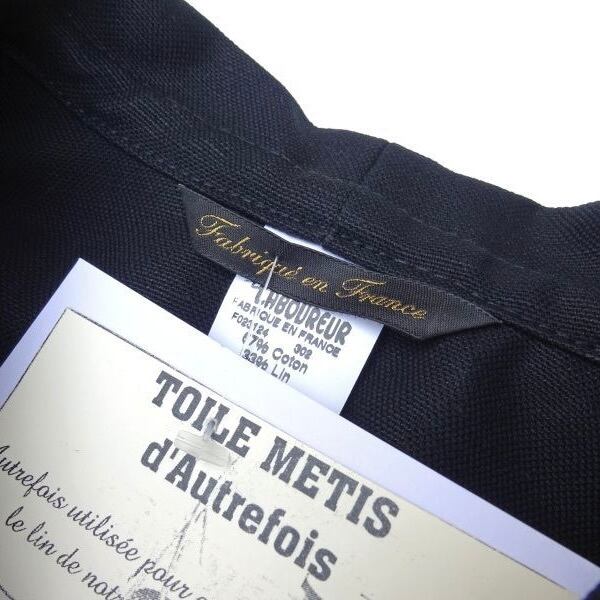 Fabriqué en France
LABOUREUR
FABRIQUE EN FRANCE
F020124 302
67% Coton
33% Lin
TOILE METIS
d'Autrefois
Autrefois utilisée pour
le lin de notr